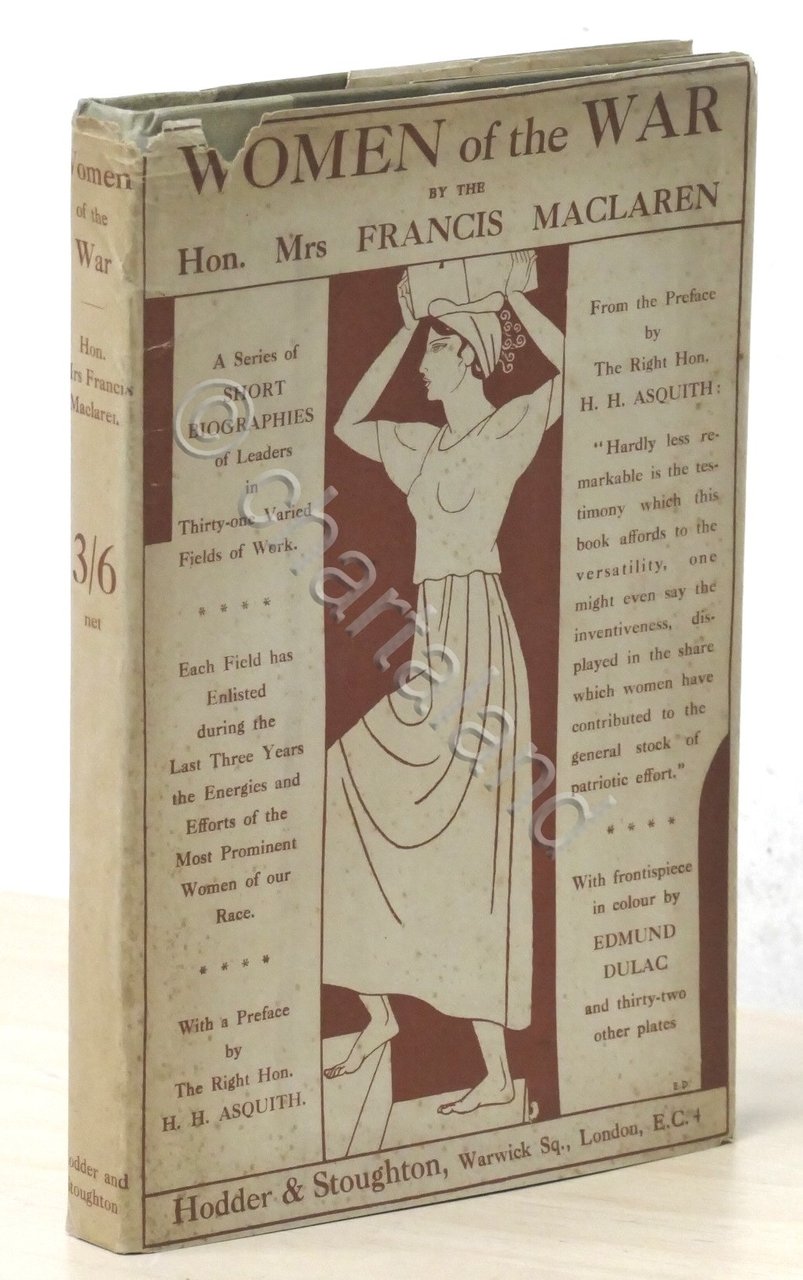 Women
of the
War
Hon.
Mrs Francis
Maclaren.
3/6
net
Hodder and
Stoughton
WOMEN of the WAR
BY THE
Hon. Mrs FRANCIS MACLAREN
A Series of
SHORT
BIOGRAPHIES
of Leaders
in
Thirty-one Varied
Fields of Work.
* * * *
Each Field has
Enlisted
during the
Last Three Years
the Energies and
Efforts of the
Most Prominent
Women of our
Race.
* * * *
With a Preface
by
The Right Hon.
H. H. ASQUITH.
From the Preface
by
The Right Hon.
H. H. ASQUITH:
"Hardly less re-
markable is the tes-
timony which this
book affords to the
versatility, one
might even say the
inventiveness, dis-
played in the share
which women have
contributed to the
general stock of
patriotic effort."
* * * *
With frontispiece
in colour by
EDMUND
DULAC
and thirty-two
other plates
E.D.
Hodder & Stoughton, Warwick Sq., London, E.C.4
© chartaland